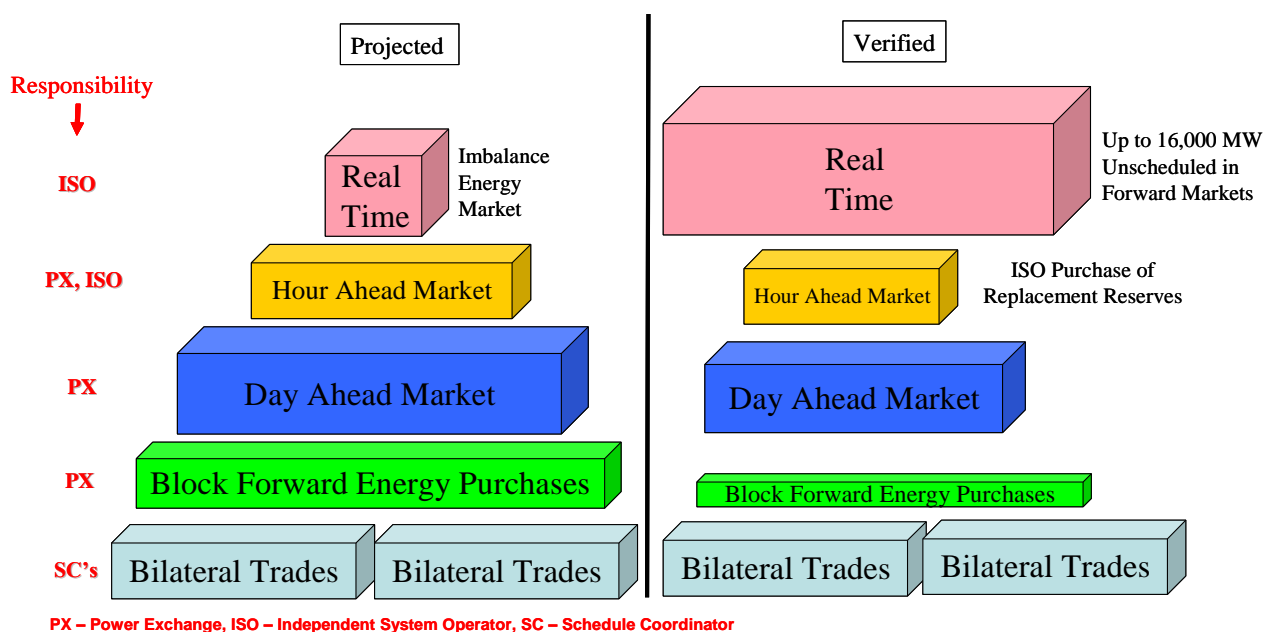 Projected
Verified
Responsibility
ISO
Real
Time
Imbalance
Energy
Market
Real
Time
Up to 16,000 MW
Unscheduled in
Forward Markets
PX, ISO
Hour Ahead Market
Hour Ahead Market
ISO Purchase of
Replacement Reserves
PX
Day Ahead Market
Day Ahead Market
PX
Block Forward Energy Purchases
Block Forward Energy Purchases
SC's
Bilateral Trades
Bilateral Trades
Bilateral Trades
Bilateral Trades
PX – Power Exchange, ISO – Independent System Operator, SC – Schedule Coordinator